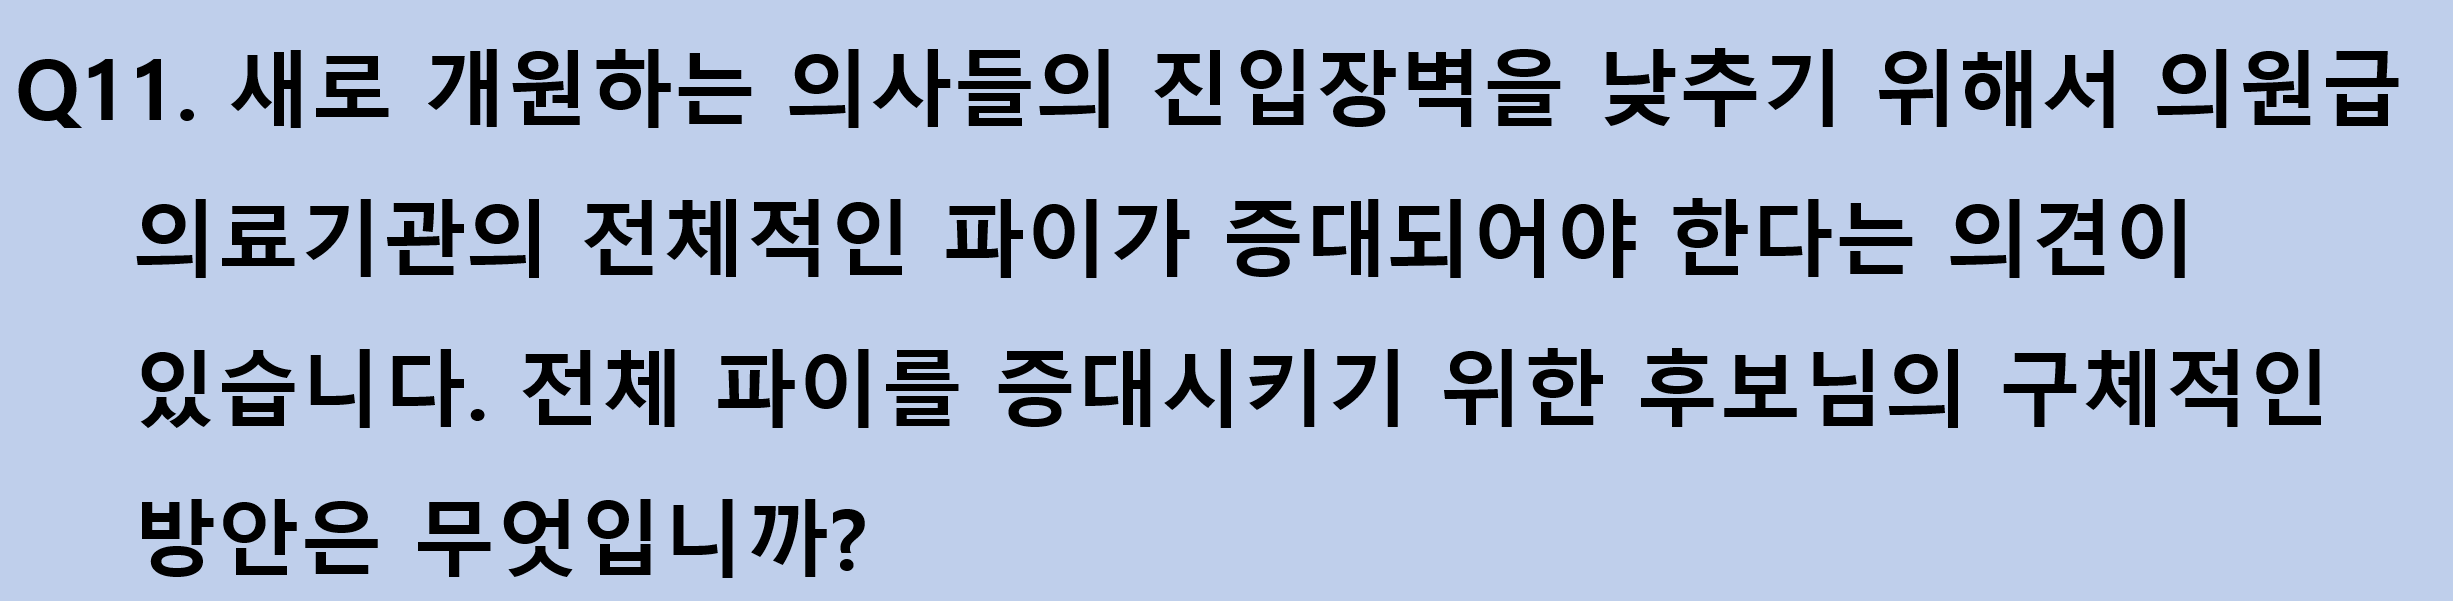 Q11. 새로 개원하는 의사들의 진입장벽을 낮추기 위해서 의원급
의료기관의 전체적인 파이가 증대되어야 한다는 의견이
있습니다. 전체 파이를 증대시키기 위한 후보님의 구체적인
방안은 무엇입니까?